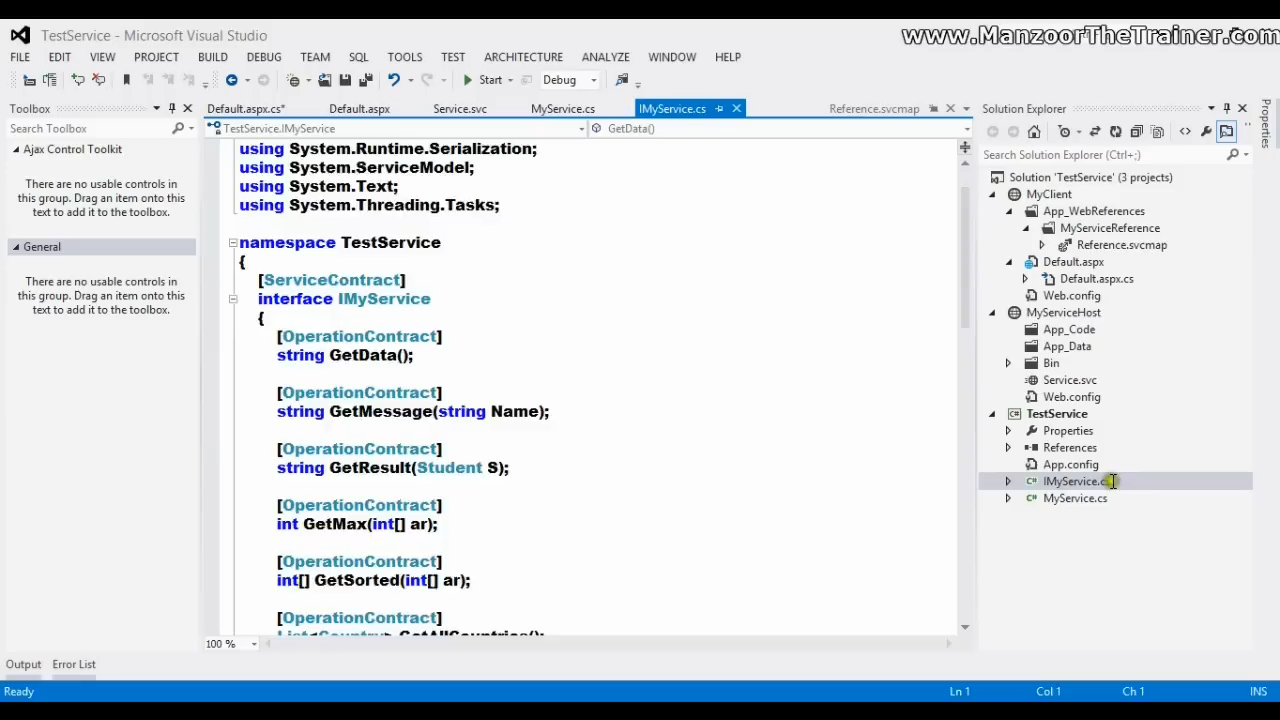 www.ManzoorTheTrainer.com
TestService - Microsoft Visual Studio
FILE EDIT VIEW PROJECT BUILD DEBUG TEAM SQL TOOLS TEST ARCHITECTURE ANALYZE WINDOW HELP
Start Debug
Toolbox
Search Toolbox
Ajax Control Toolkit
There are no usable controls in
this group. Drag an item onto this
text to add it to the toolbox.
General
There are no usable controls in
this group. Drag an item onto this
text to add it to the toolbox.
Default.aspx.cs* Default.aspx Service.svc MyService.cs IMyService.cs Reference.svcmap
TestService.IMyService GetData()
using System.Runtime.Serialization;
using System.ServiceModel;
using System.Text;
using System.Threading.Tasks;
namespace TestService
{
[ServiceContract]
interface IMyService
{
[OperationContract]
string GetData();
[OperationContract]
string GetMessage(string Name);
[OperationContract]
string GetResult(Student S);
[OperationContract]
int GetMax(int[] ar);
[OperationContract]
int[] GetSorted(int[] ar);
[OperationContract]
List<Country> GetAllCountries();
100 %
Solution Explorer
Search Solution Explorer (Ctrl+;)
Solution 'TestService' (3 projects)
MyClient
App_WebReferences
MyServiceReference
Reference.svcmap
Default.aspx
Default.aspx.cs
Web.config
MyServiceHost
App_Code
App_Data
Bin
Service.svc
Web.config
TestService
Properties
References
App.config
IMyService.cs
MyService.cs
Properties
Output Error List
Ready Ln 1 Col 1 Ch 1 INS